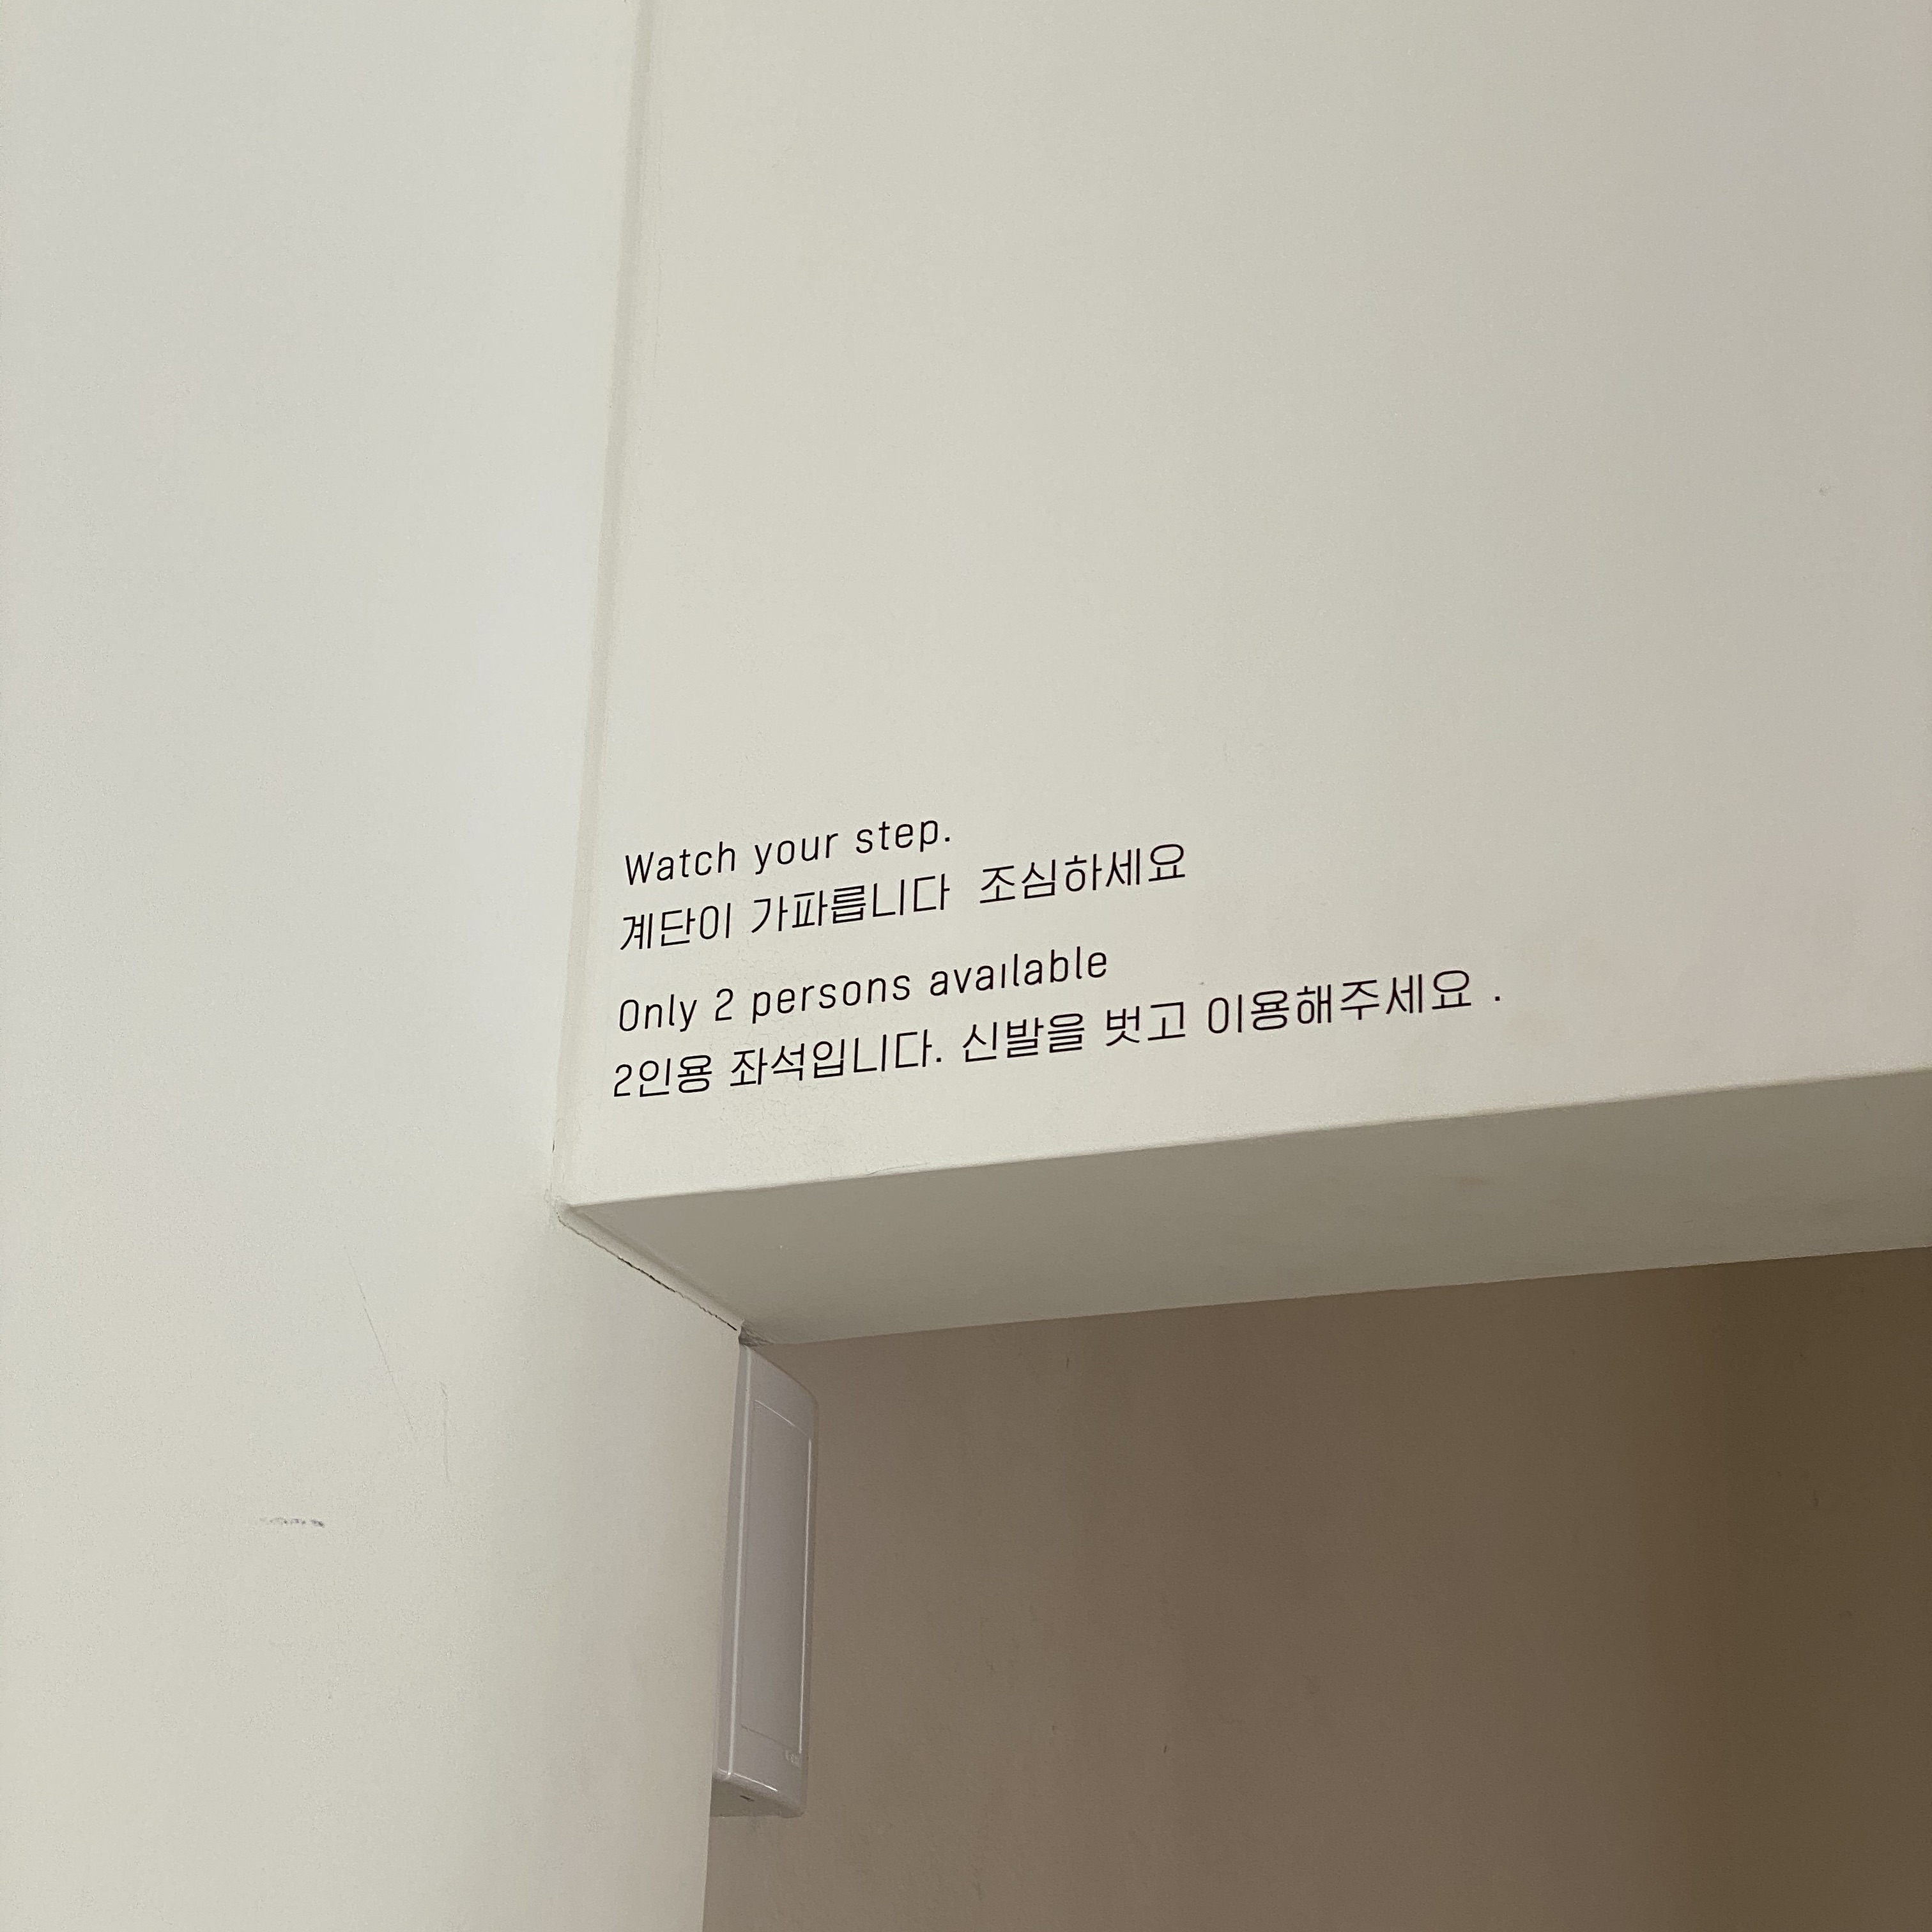 Watch your step.
계단이 가파릅니다 조심하세요
Only 2 persons available
2인용 좌석입니다. 신발을 벗고 이용해주세요 .